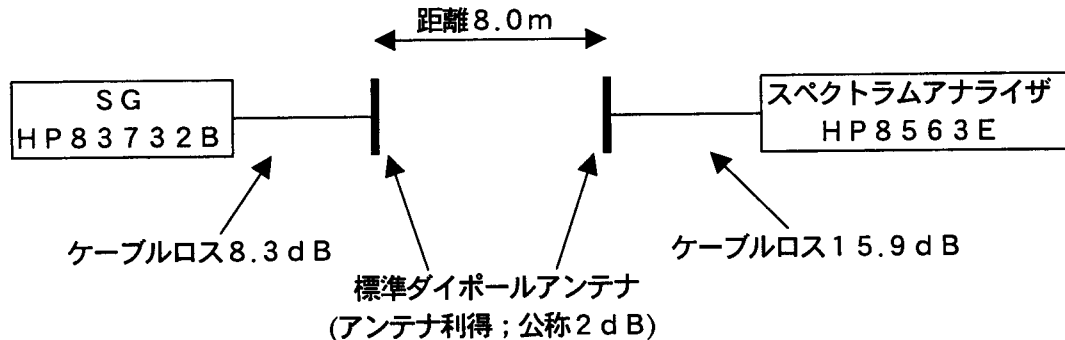 距離8.0m
SG
HP83732B
スペクトラムアナライザ
HP8563E
ケーブルロス8.3dB
ケーブルロス15.9dB
標準ダイポールアンテナ
(アンテナ利得；公称2dB)